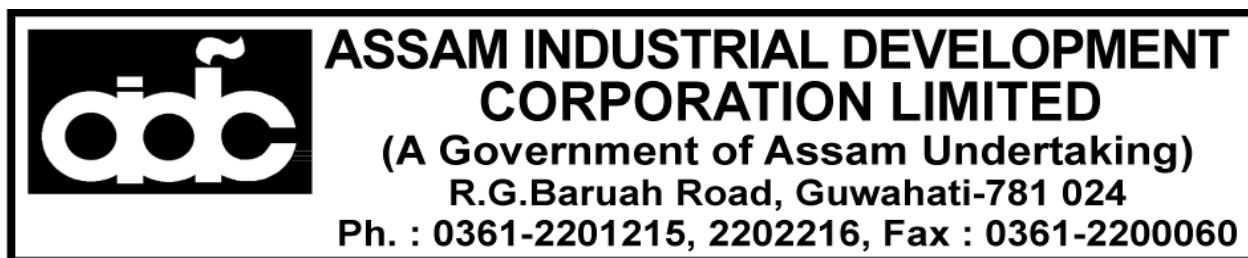 aidc
ASSAM INDUSTRIAL DEVELOPMENT
CORPORATION LIMITED
(A Government of Assam Undertaking)
R.G.Baruah Road, Guwahati-781 024
Ph. : 0361-2201215, 2202216, Fax : 0361-2200060